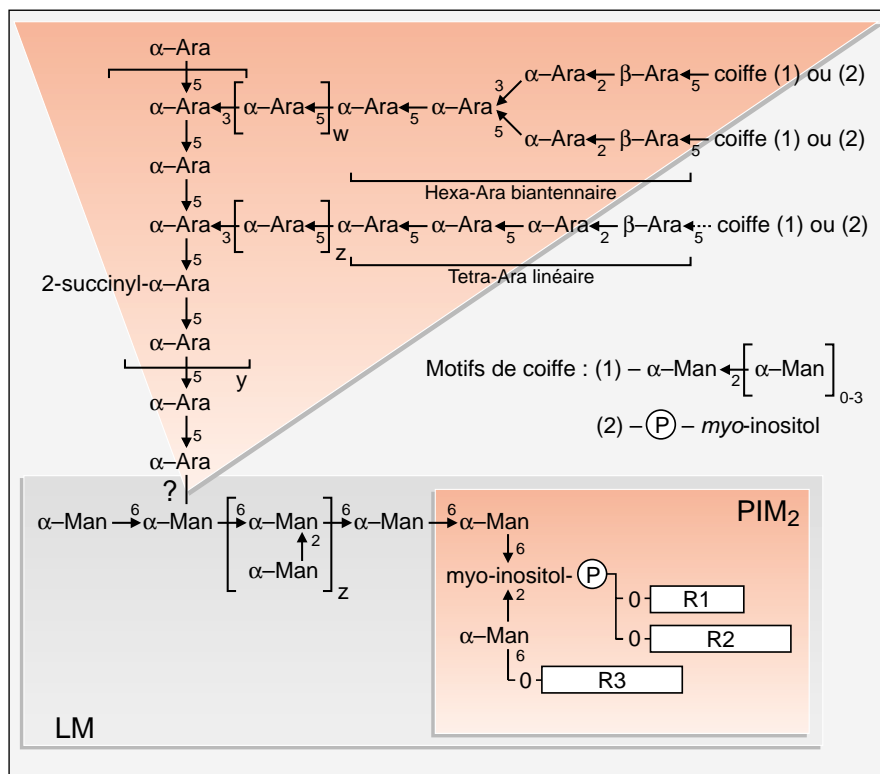 α–Ara
5
3
α–Ara 2 β–Ara 5 coiffe (1) ou (2)
α–Ara 3 [α–Ara 5]w α–Ara 5 α–Ara
5
5
α–Ara 2 β–Ara 5 coiffe (1) ou (2)
α–Ara
Hexa-Ara biantennaire
5
α–Ara 3 [α–Ara 5]z α–Ara 5 α–Ara 5 α–Ara 2 β–Ara 5 coiffe (1) ou (2)
5
Tetra-Ara linéaire
2-succinyl-α–Ara
5
α–Ara
y
5
Motifs de coiffe : (1) – α–Man 2 [α–Man]0-3
α–Ara
(2) – P – myo-inositol
5
α–Ara
?
PIM2
α–Man 6 α–Man 6 [α–Man]z 6 α–Man 6 α–Man
2
α–Man
6
myo-inositol- P
2
0 R1
α–Man
0 R2
6
0 R3
LM